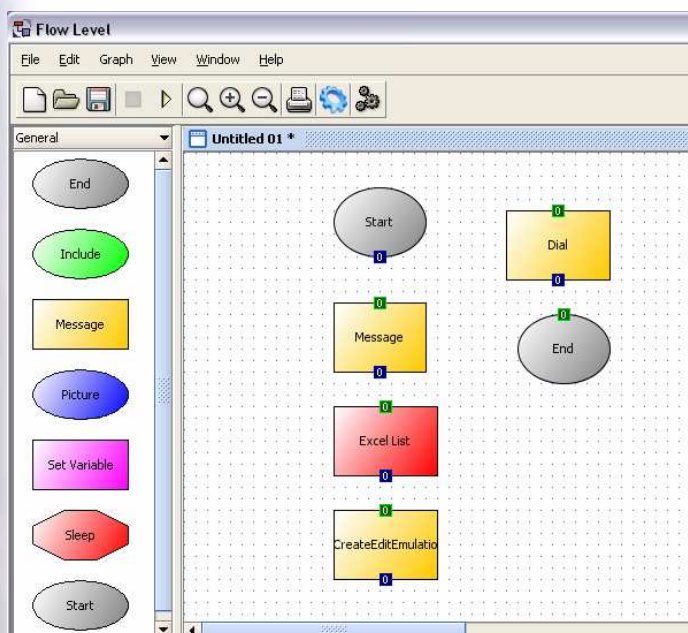 Flow Level
File Edit Graph View Window Help
General
Untitled 01 *
End
Include
Message
Picture
Set Variable
Sleep
Start
Start
0
0
Message
0
0
Excel List
0
0
CreateEditEmulatio
0
0
Dial
0
0
End